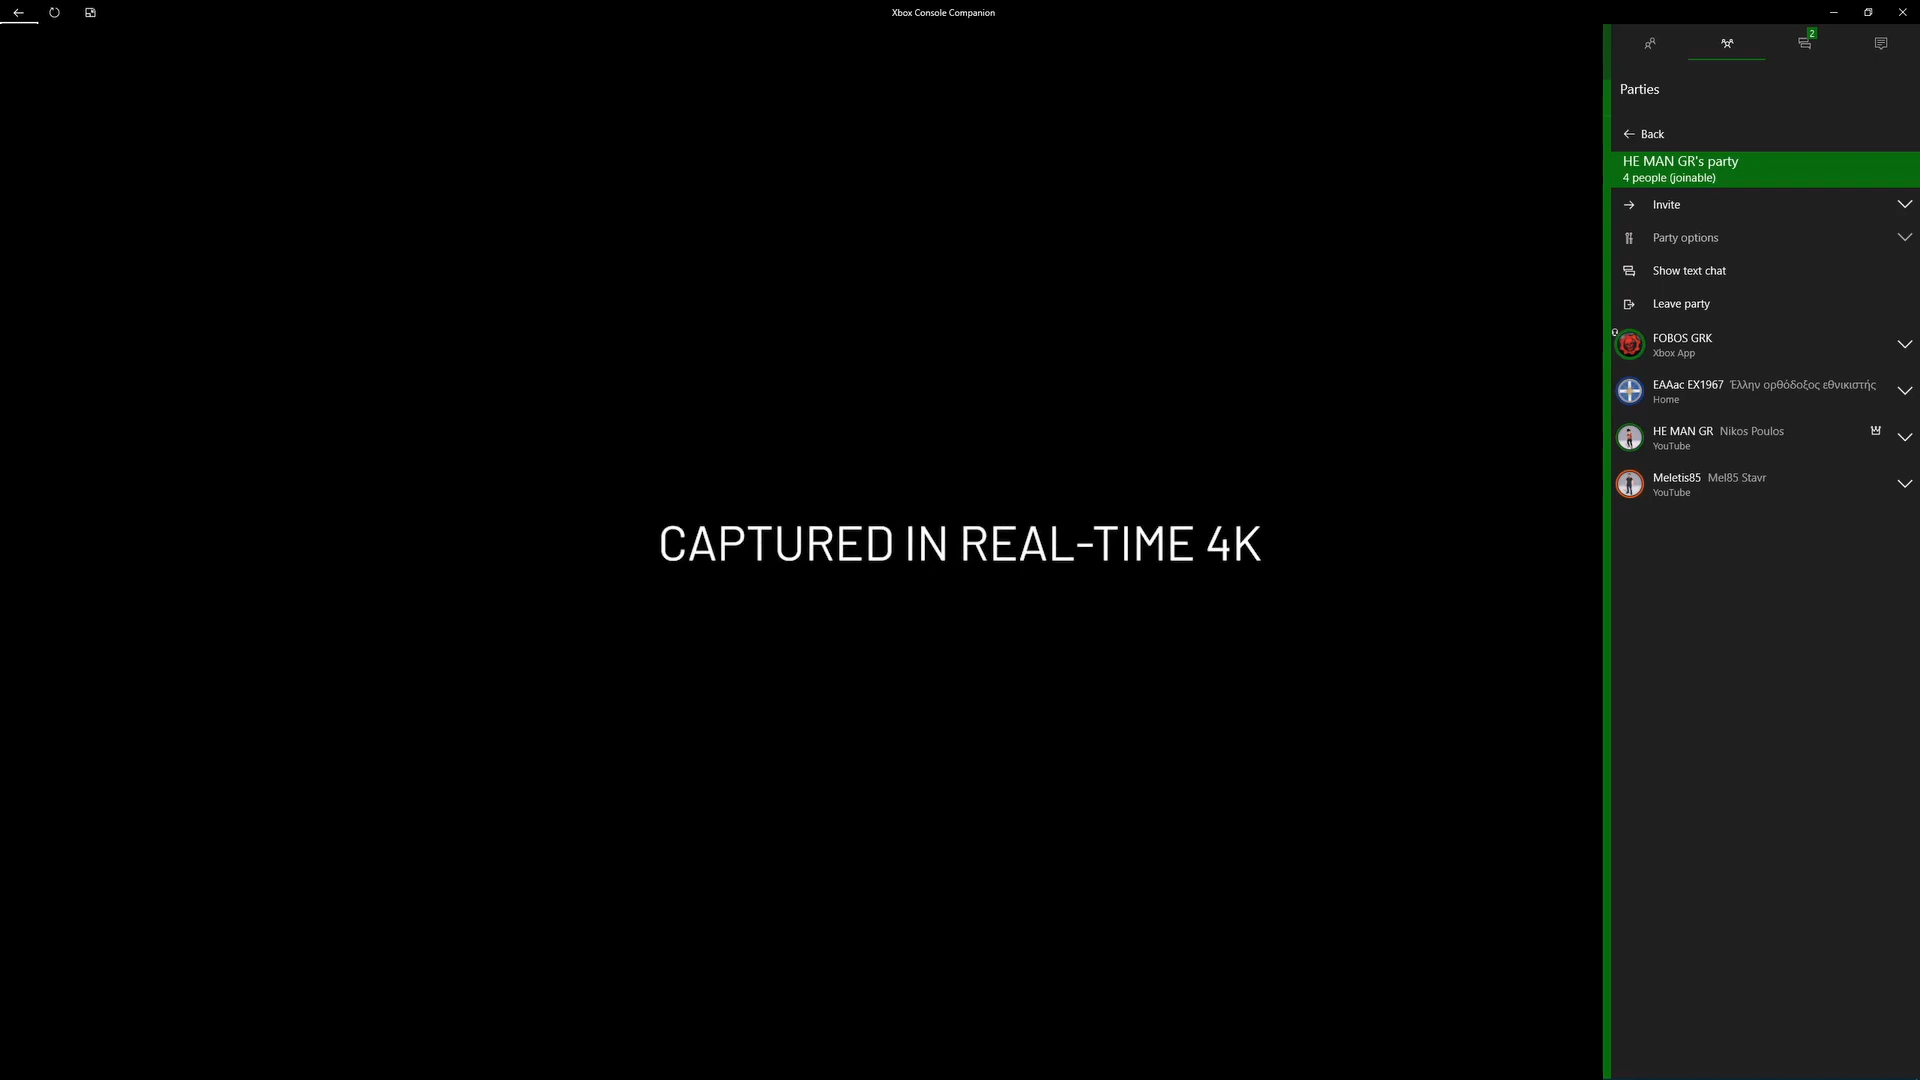 Xbox Console Companion
2
Parties
Back
HE MAN GR's party
4 people (joinable)
Invite
Party options
Show text chat
Leave party
FOBOS GRK
Xbox App
EAAac EX1967 Έλλην ορθόδοξος εθνικιστής
Home
HE MAN GR Nikos Poulos
YouTube
Meletis85 Mel85 Stavr
YouTube
CAPTURED IN REAL-TIME 4K